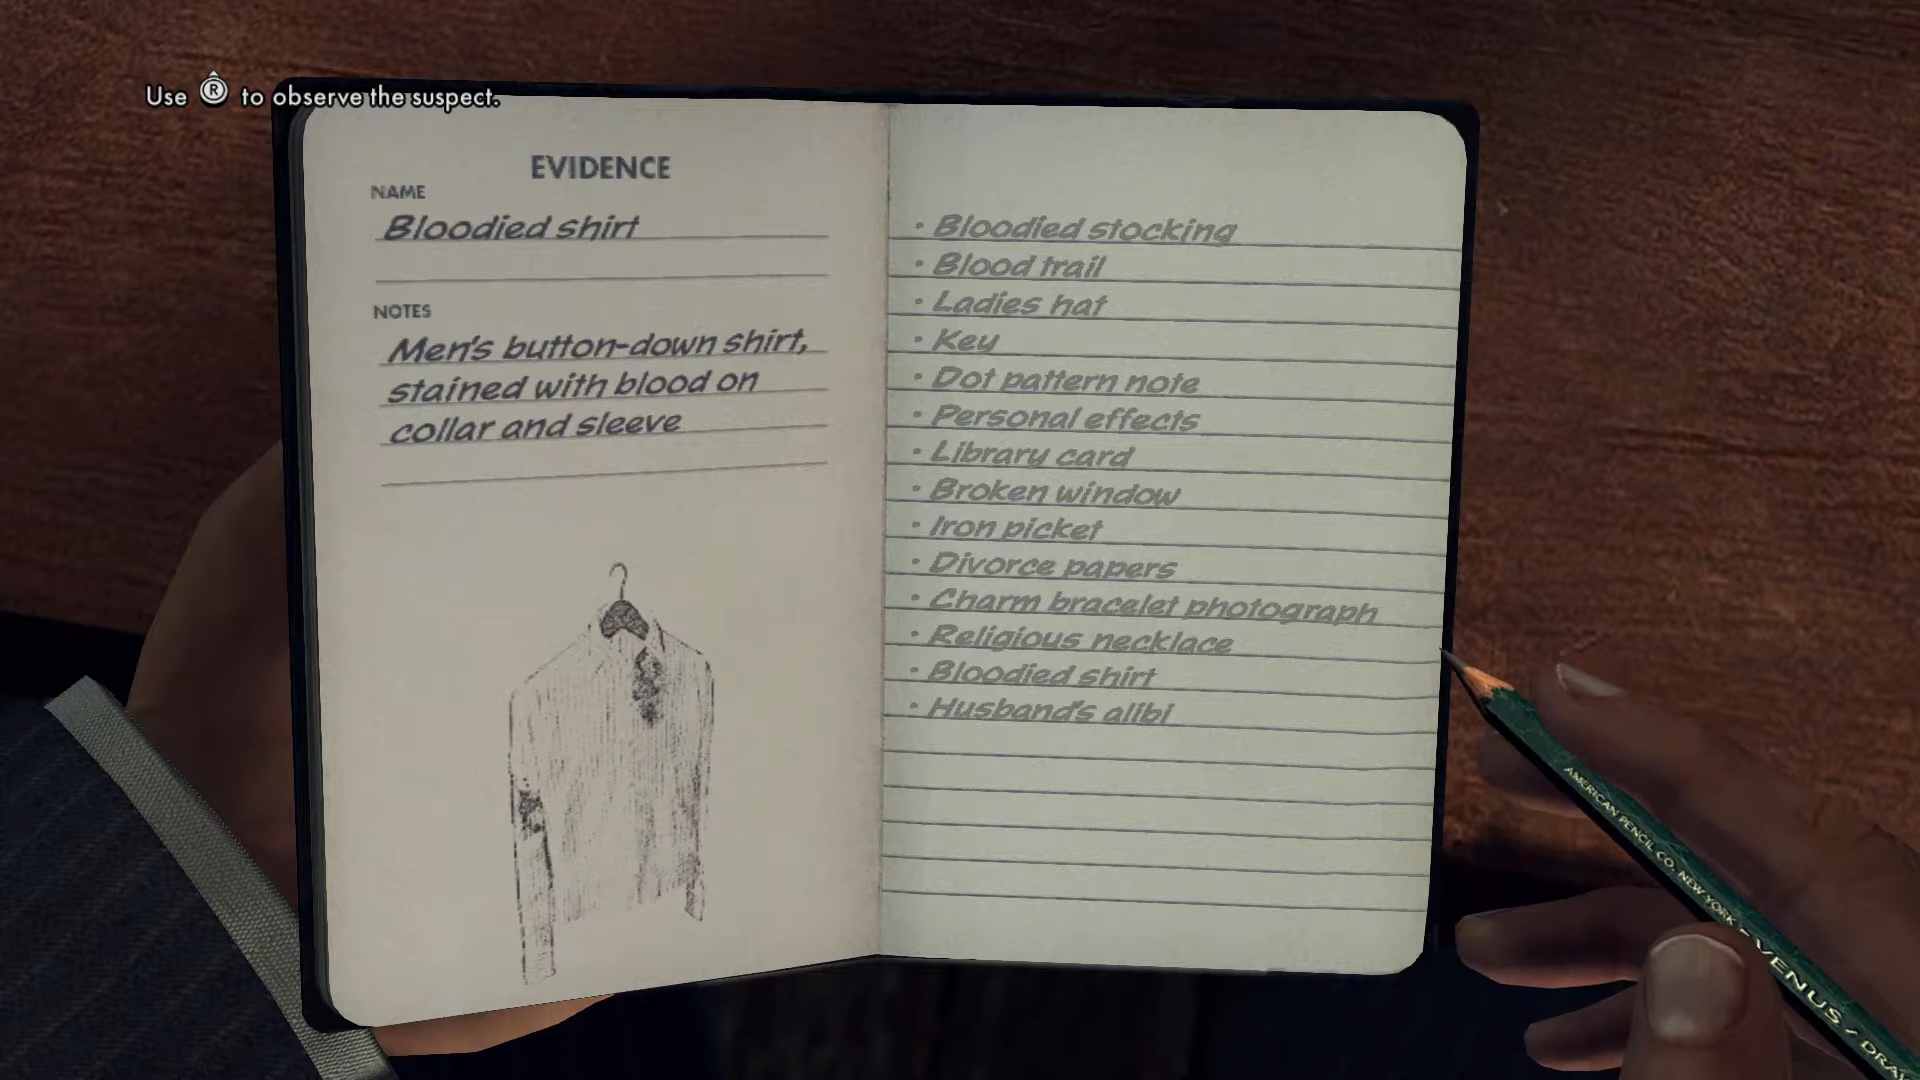 Use R to observe the suspect.
EVIDENCE
NAME
Bloodied shirt
NOTES
Men's button-down shirt,
stained with blood on
collar and sleeve
• Bloodied stocking
• Blood trail
• Ladies hat
• Key
• Dot pattern note
• Personal effects
• Library card
• Broken window
• Iron picket
• Divorce papers
• Charm bracelet photograph
• Religious necklace
• Bloodied shirt
• Husband's alibi
AMERICAN PENCIL CO. NEW YORK VENUS / DRA